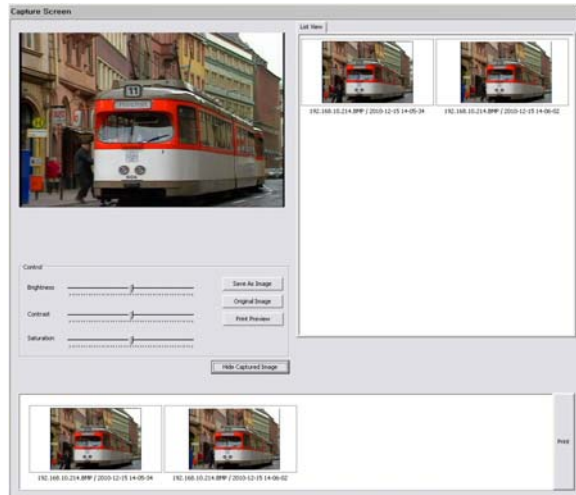 Capture Screen
List View
11
192.168.10.214.BMP / 2010-12-15 14-05-34
192.168.10.214.BMP / 2010-12-15 14-06-02
Control
Brightness
Contrast
Saturation
Save As Image
Original Image
Print Preview
Hide Captured Image
192.168.10.214.BMP / 2010-12-15 14-05-34
192.168.10.214.BMP / 2010-12-15 14-06-02
Print